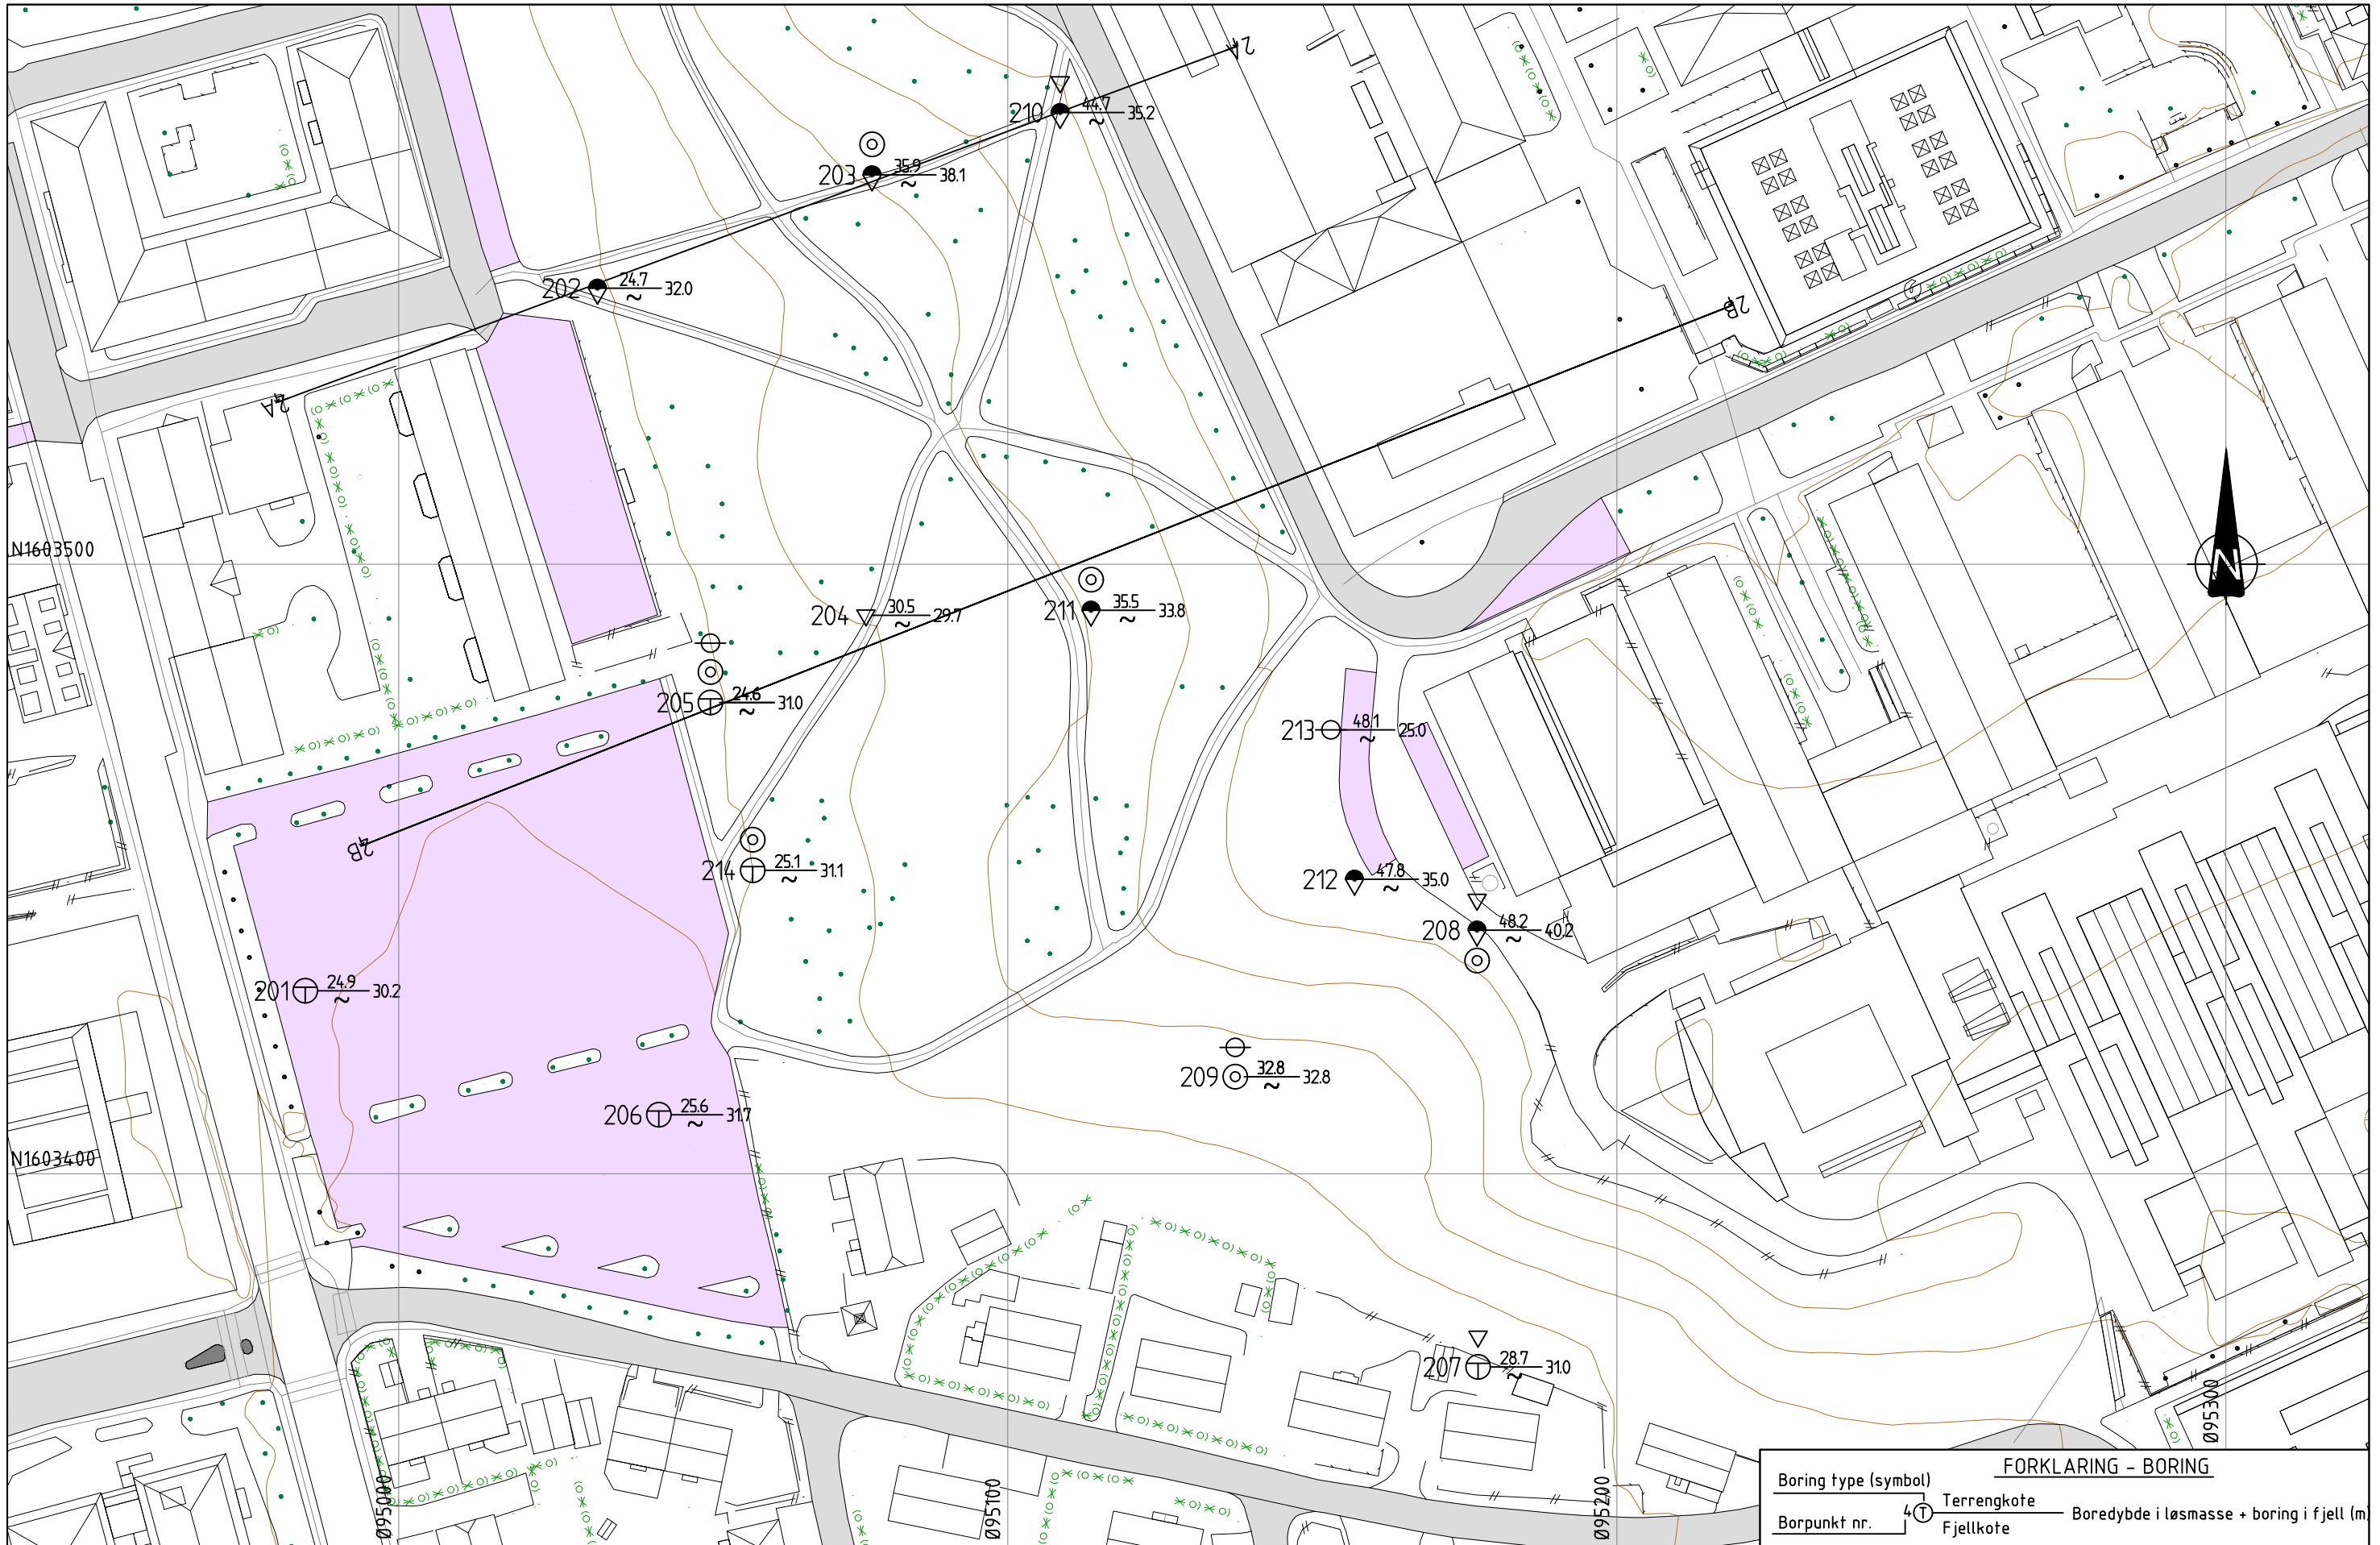 2A
210 44.7 ~ 35.2
203 35.9 ~ 38.1
202 24.7 ~ 32.0
2B
2A
N1603500
N
204 30.5 ~ 29.7
211 35.5 ~ 33.8
205 24.6 ~ 31.0
213 48.1 ~ 25.0
2B
214 25.1 ~ 31.1
212 47.8 ~ 35.0
208 48.2 ~ 40.2
201 24.9 ~ 30.2
209 32.8 ~ 32.8
206 25.6 ~ 31.7
N1603400
207 28.7 ~ 31.0
Ø95000
Ø95100
Ø95200
Ø95300
FORKLARING - BORING
Boring type (symbol)
Terrengkote
4 T Boredybde i løsmasse + boring i fjell (m
Borpunkt nr.
Fjellkote